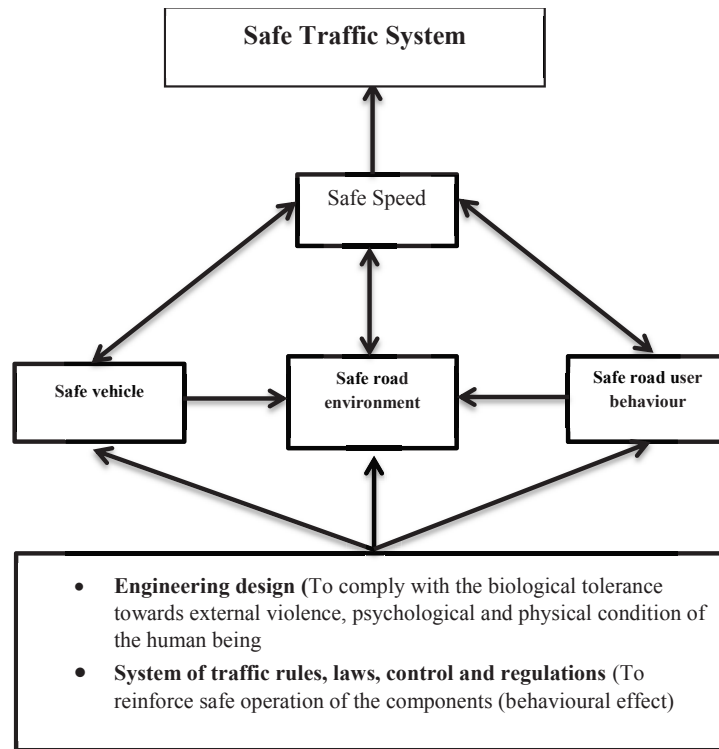 Safe Traffic System
Safe Speed
Safe vehicle
Safe road
environment
Safe road user
behaviour
• Engineering design (To comply with the biological tolerance
towards external violence, psychological and physical condition of
the human being
• System of traffic rules, laws, control and regulations (To
reinforce safe operation of the components (behavioural effect)